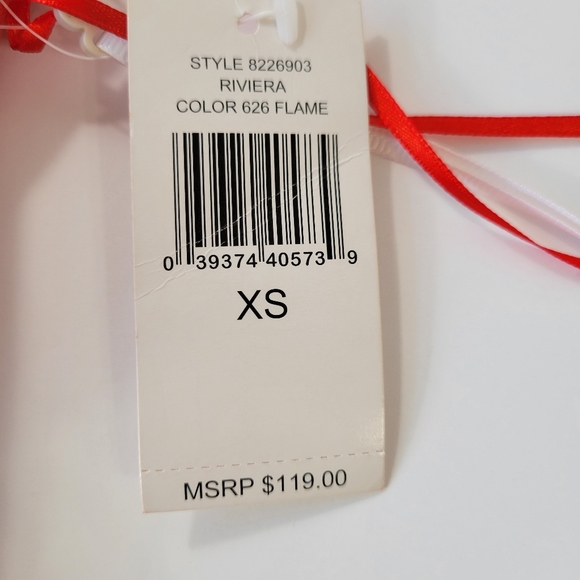 STYLE 8226903
RIVIERA
COLOR 626 FLAME
0 39374 40573 9
XS
MSRP $119.00